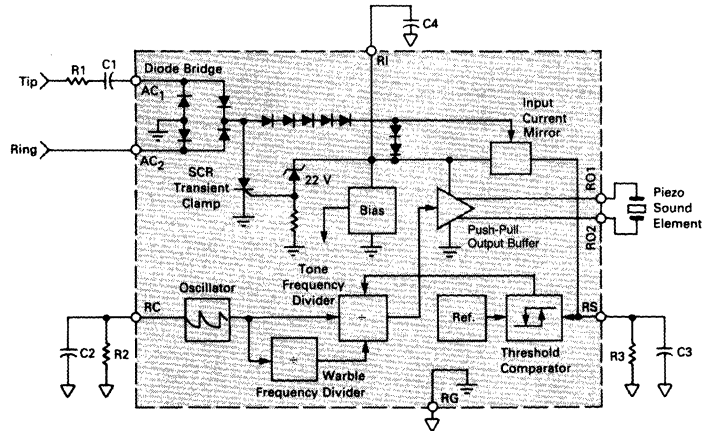 C4
RI
R1
C1
Diode Bridge
Tip
AC1
Ring
AC2
Input
Current
Mirror
SCR
Transient
Clamp
22 V
Bias
RO1
RO2
Piezo
Sound
Element
Push-Pull
Output Buffer
Tone
Frequency
Divider
Oscillator
RC
÷
Ref.
RS
C2
R2
÷
Warble
Frequency Divider
Threshold
Comparator
R3
C3
RG